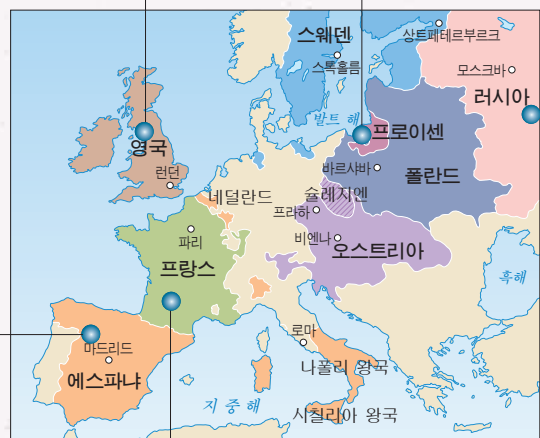 스웨덴
상트페테르부르크
스톡홀름
모스크바
러시아
발트 해
프로이센
영국
바르샤바
폴란드
런던
네덜란드
슐레지엔
프라하
파리
비엔나
오스트리아
프랑스
흑해
로마
마드리드
나폴리 왕국
에스파냐
지중해
시칠리아 왕국